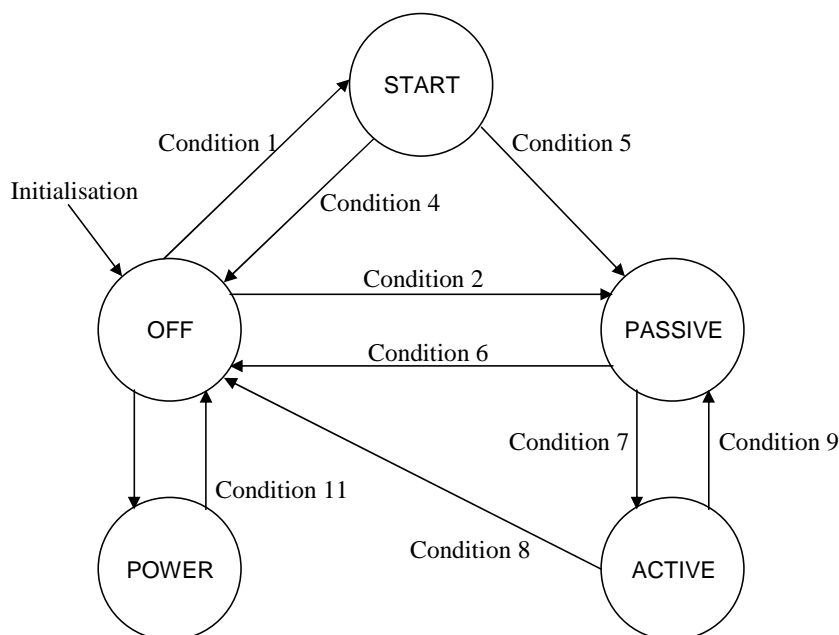 START
Condition 1
Condition 5
Initialisation
Condition 4
Condition 2
OFF
PASSIVE
Condition 6
Condition 7
Condition 9
Condition 11
Condition 8
POWER
ACTIVE